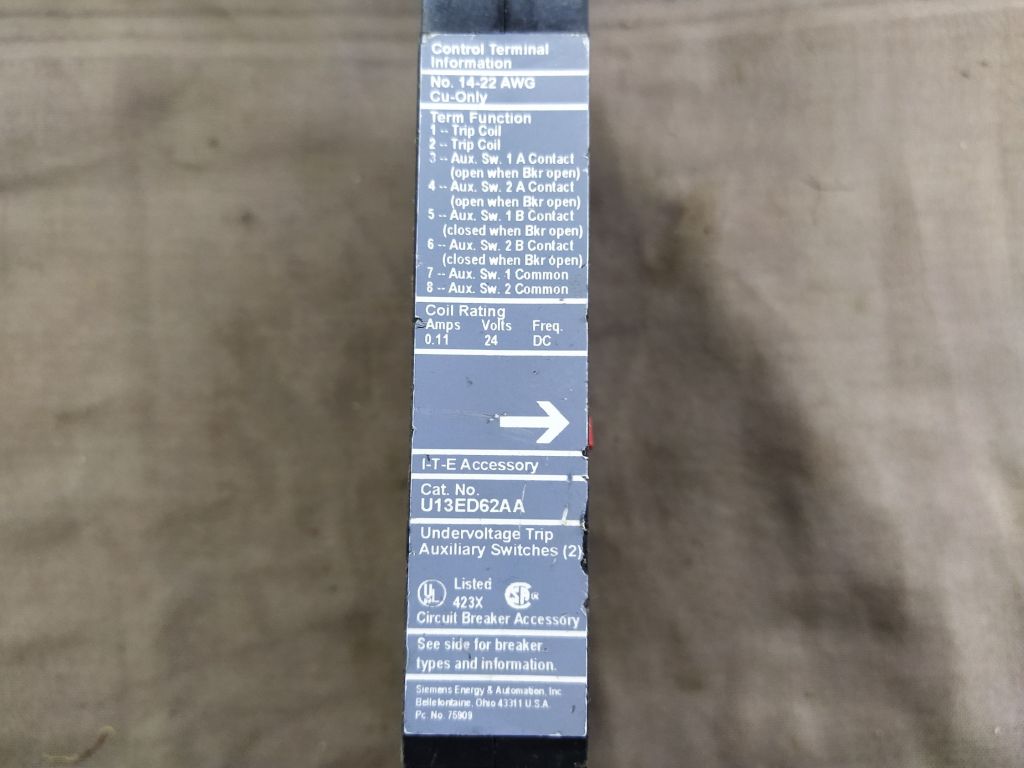 Control Terminal
Information
No. 14-22 AWG
Cu-Only
Term Function
1 -- Trip Coil
2 -- Trip Coil
3 -- Aux. Sw. 1 A Contact
(open when Bkr open)
4 -- Aux. Sw. 2 A Contact
(open when Bkr open)
5 -- Aux. Sw. 1 B Contact
(closed when Bkr open)
6 -- Aux. Sw. 2 B Contact
(closed when Bkr open)
7 -- Aux. Sw. 1 Common
8 -- Aux. Sw. 2 Common
Coil Rating
Amps Volts Freq.
0.11 24 DC
I-T-E Accessory
Cat. No.
U13ED62AA
Undervoltage Trip
Auxiliary Switches (2)
UL Listed SA
423X
Circuit Breaker Accessory
See side for breaker
types and information.
Siemens Energy & Automation, Inc
Bellefontaine, Ohio 43311 U.S.A.
Pc. No. 75909